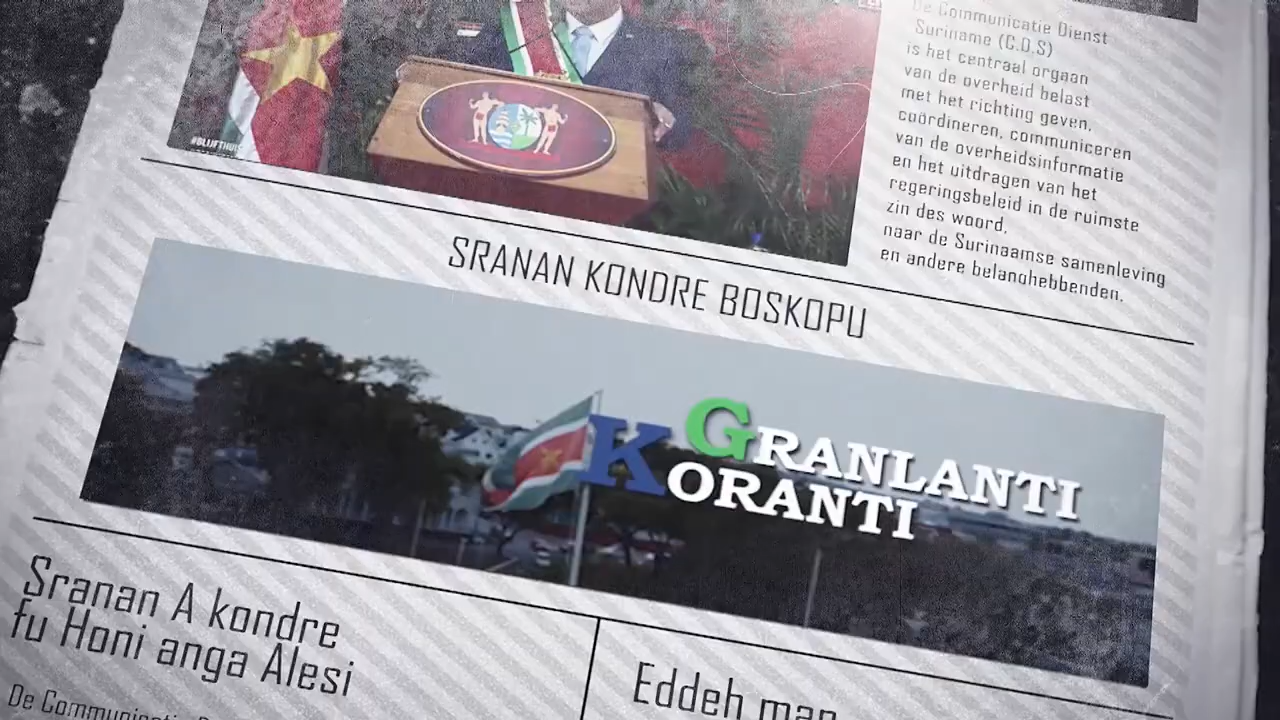 #BLIJFTHUIS
De Communicatie Dienst
Suriname (C.D.S)
is het centraal orgaan
van de overheid belast
met het richting geven,
coördineren, communiceren
van de overheidsinformatie
en het uitdragen van het
regeringsbeleid in de ruimste
zin des woord,
naar de Surinaamse samenleving
en andere belanghebbenden.
SRANAN KONDRE BOSKOPU
GRANLANTI
KORANTI
Sranan A kondre
fu Honi anga Alesi
De
Eddeh man